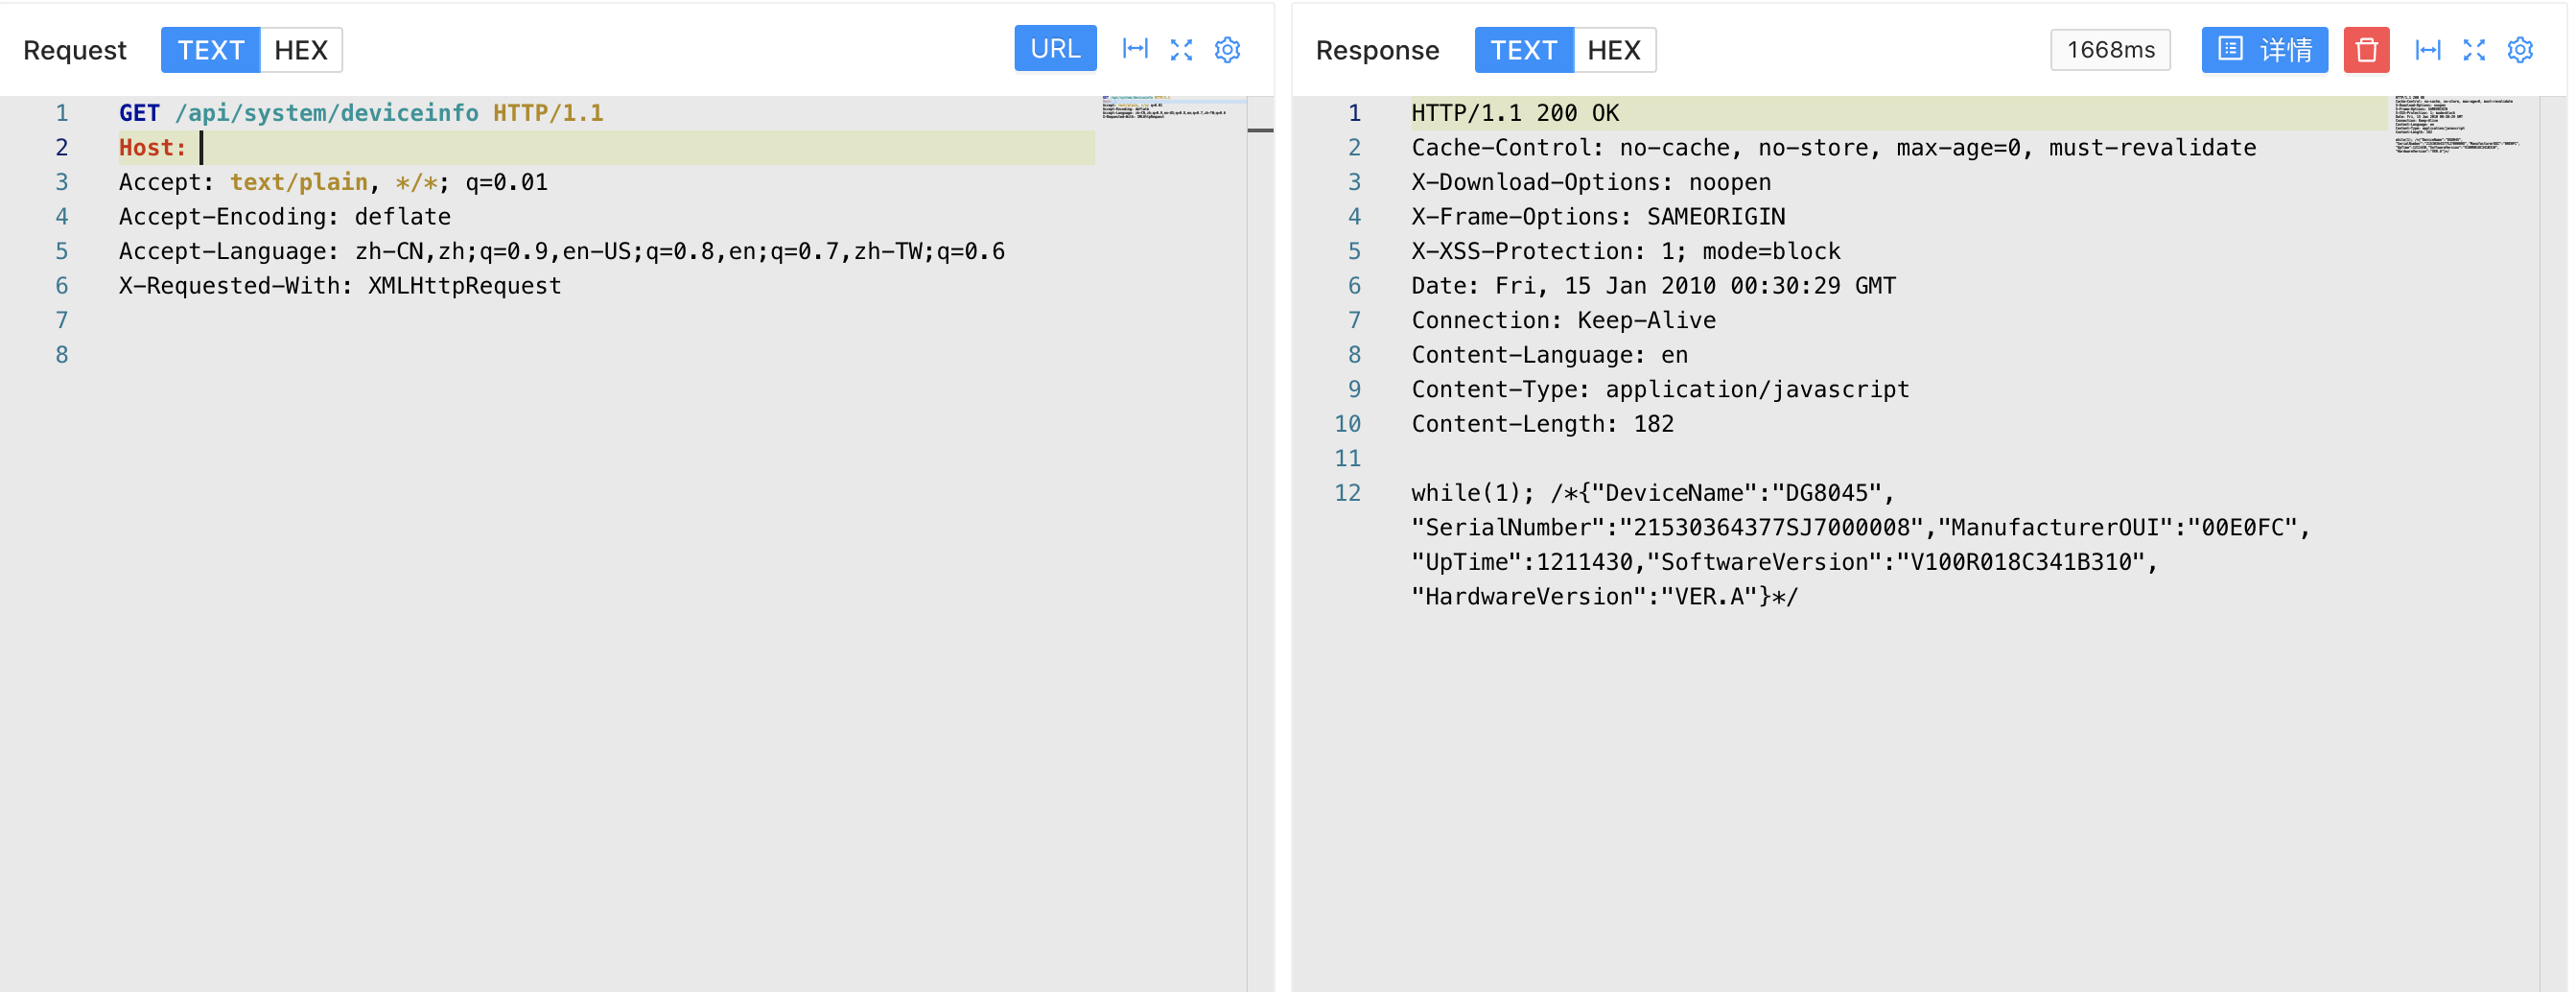 Request TEXT HEX URL
1 GET /api/system/deviceinfo HTTP/1.1
2 Host:
3 Accept: text/plain, */*; q=0.01
4 Accept-Encoding: deflate
5 Accept-Language: zh-CN,zh;q=0.9,en-US;q=0.8,en;q=0.7,zh-TW;q=0.6
6 X-Requested-With: XMLHttpRequest
7
8
Response TEXT HEX 1668ms 详情
1 HTTP/1.1 200 OK
2 Cache-Control: no-cache, no-store, max-age=0, must-revalidate
3 X-Download-Options: noopen
4 X-Frame-Options: SAMEORIGIN
5 X-XSS-Protection: 1; mode=block
6 Date: Fri, 15 Jan 2010 00:30:29 GMT
7 Connection: Keep-Alive
8 Content-Language: en
9 Content-Type: application/javascript
10 Content-Length: 182
11
12 while(1); /*{"DeviceName":"DG8045",
"SerialNumber":"21530364377SJ7000008","ManufacturerOUI":"00E0FC",
"UpTime":1211430,"SoftwareVersion":"V100R018C341B310",
"HardwareVersion":"VER.A"}*/